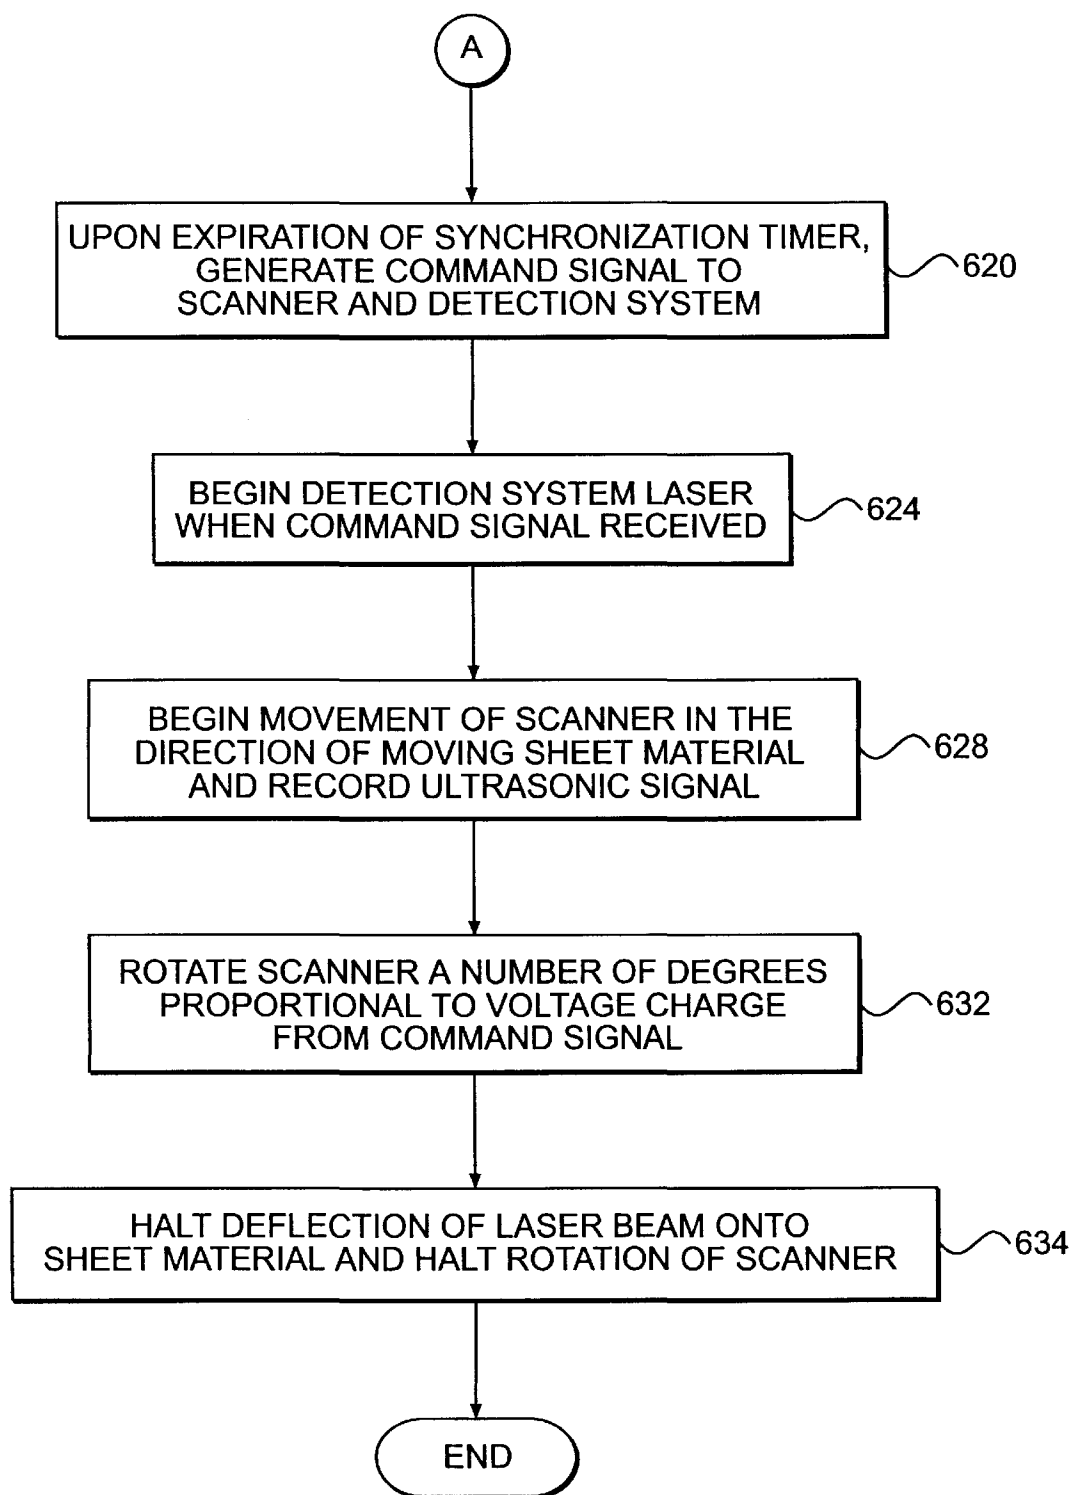 A
UPON EXPIRATION OF SYNCHRONIZATION TIMER,
GENERATE COMMAND SIGNAL TO
SCANNER AND DETECTION SYSTEM
620
BEGIN DETECTION SYSTEM LASER
WHEN COMMAND SIGNAL RECEIVED
624
BEGIN MOVEMENT OF SCANNER IN THE
DIRECTION OF MOVING SHEET MATERIAL
AND RECORD ULTRASONIC SIGNAL
628
ROTATE SCANNER A NUMBER OF DEGREES
PROPORTIONAL TO VOLTAGE CHARGE
FROM COMMAND SIGNAL
632
HALT DEFLECTION OF LASER BEAM ONTO
SHEET MATERIAL AND HALT ROTATION OF SCANNER
634
END